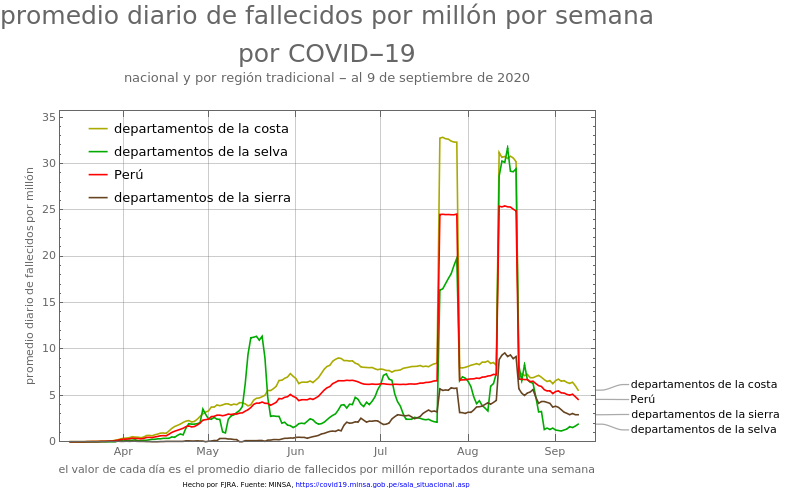 promedio diario de fallecidos por millón por semana
por COVID−19
nacional y por región tradicional − al 9 de septiembre de 2020
promedio diario de fallecidos por millón
35
30
25
20
15
10
5
0
departamentos de la costa
departamentos de la selva
Perú
departamentos de la sierra
departamentos de la costa
Perú
departamentos de la sierra
departamentos de la selva
Apr May Jun Jul Aug Sep
el valor de cada día es el promedio diario de fallecidos por millón reportados durante una semana
Hecho por FJRA. Fuente: MINSA, https://covid19.minsa.gob.pe/sala_situacional.asp